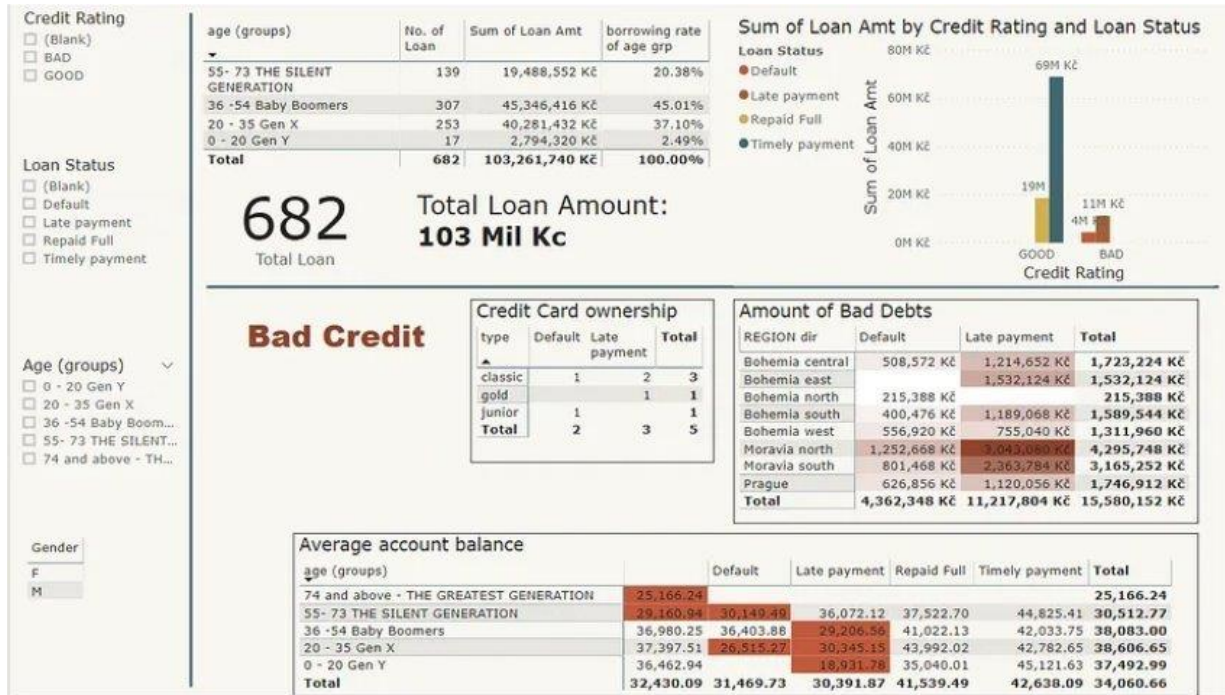 Credit Rating
(Blank)
BAD
GOOD
Loan Status
(Blank)
Default
Late payment
Repaid Full
Timely payment
Age (groups)
0 - 20 Gen Y
20 - 35 Gen X
36 -54 Baby Boom...
55- 73 THE SILENT...
74 and above - TH...
Gender
F
M
age (groups) No. of Loan Sum of Loan Amt borrowing rate of age grp
55- 73 THE SILENT GENERATION 139 19,488,552 Kč 20.38%
36 -54 Baby Boomers 307 45,346,416 Kč 45.01%
20 - 35 Gen X 253 40,281,432 Kč 37.10%
0 - 20 Gen Y 17 2,794,320 Kč 2.49%
Total 682 103,261,740 Kč 100.00%
682
Total Loan
Total Loan Amount:
103 Mil Kc
Sum of Loan Amt by Credit Rating and Loan Status
Loan Status
Default
Late payment
Repaid Full
Timely payment
Sum of Loan Amt
80M Kč
60M Kč
40M Kč
20M Kč
0M Kč
69M Kč
19M
4M
11M Kč
GOOD BAD
Credit Rating
Bad Credit
Credit Card ownership
type Default Late payment Total
classic 1 2 3
gold 1 1
junior 1 1
Total 2 3 5
Amount of Bad Debts
REGION dir Default Late payment Total
Bohemia central 508,572 Kč 1,214,652 Kč 1,723,224 Kč
Bohemia east 1,532,124 Kč 1,532,124 Kč
Bohemia north 215,388 Kč 215,388 Kč
Bohemia south 400,476 Kč 1,189,068 Kč 1,589,544 Kč
Bohemia west 556,920 Kč 755,040 Kč 1,311,960 Kč
Moravia north 1,252,668 Kč 3,043,080 Kč 4,295,748 Kč
Moravia south 801,468 Kč 2,363,784 Kč 3,165,252 Kč
Prague 626,856 Kč 1,120,056 Kč 1,746,912 Kč
Total 4,362,348 Kč 11,217,804 Kč 15,580,152 Kč
Average account balance
age (groups) Default Late payment Repaid Full Timely payment Total
74 and above - THE GREATEST GENERATION 25,166.24 25,166.24
55- 73 THE SILENT GENERATION 29,160.94 30,149.49 36,072.12 37,522.70 44,825.41 30,512.77
36 -54 Baby Boomers 36,980.25 36,403.88 29,206.56 41,022.13 42,033.75 38,083.00
20 - 35 Gen X 37,397.51 26,515.27 30,345.15 43,992.02 42,782.65 38,606.65
0 - 20 Gen Y 36,462.94 18,931.78 35,040.01 45,121.63 37,492.99
Total 32,430.09 31,469.73 30,391.87 41,539.49 42,638.09 34,060.66